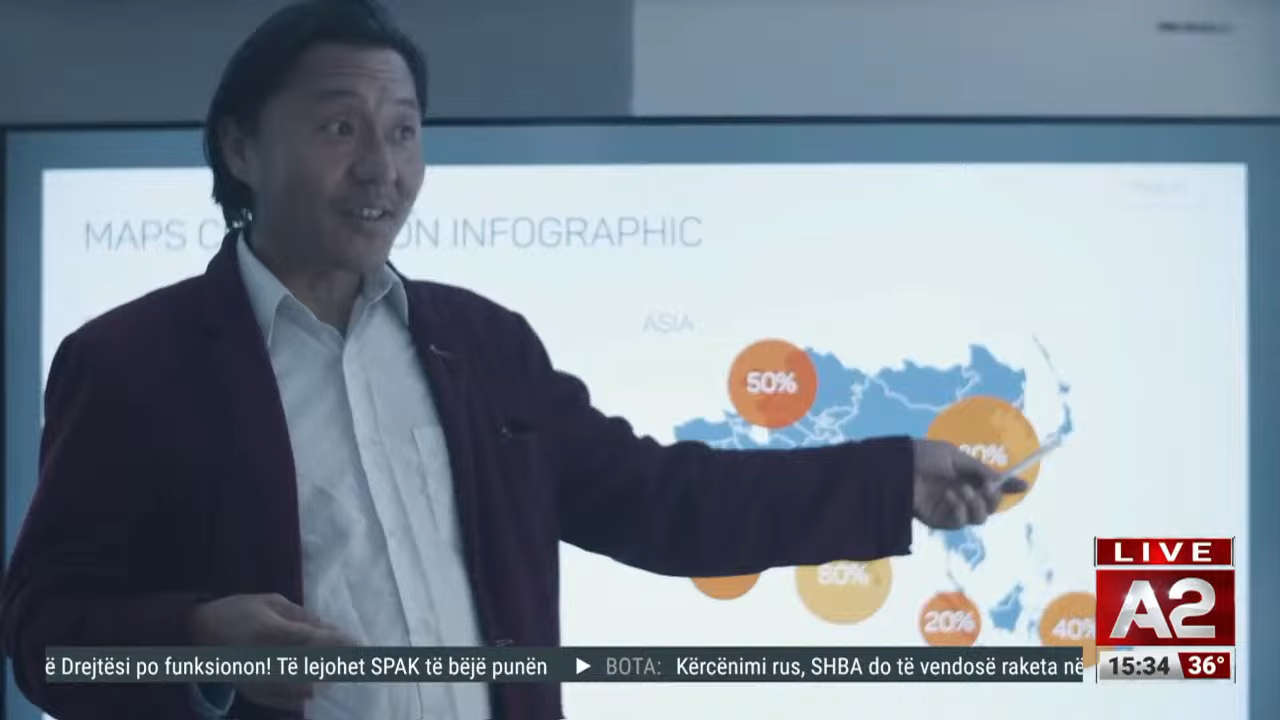 MAPS C ON INFOGRAPHIC
ASIA
50%
80%
20%
40%
LIVE
A2
ë Drejtësi po funksionon! Të lejohet SPAK të bëjë punën ▶ BOTA: Kërcënimi rus, SHBA do të vendosë raketa në
15:34 36°